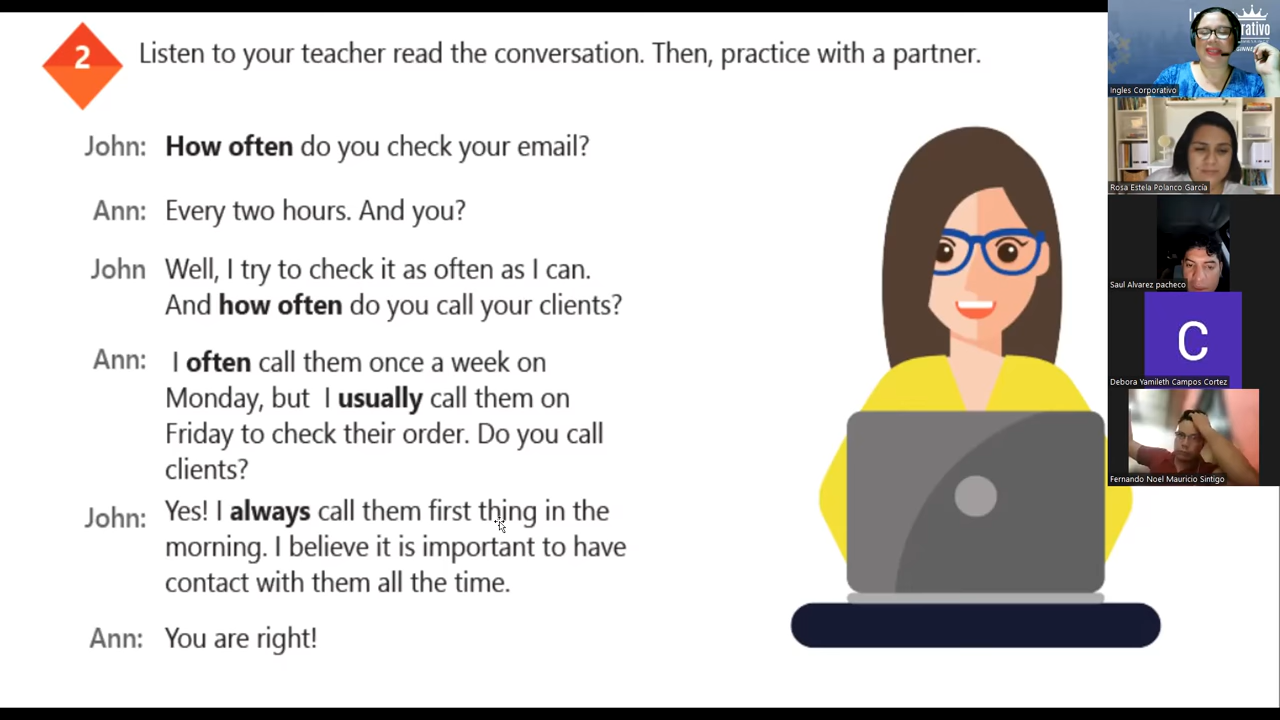 2 Listen to your teacher read the conversation. Then, practice with a partner.
John: How often do you check your email?
Ann: Every two hours. And you?
John Well, I try to check it as often as I can.
And how often do you call your clients?
Ann: I often call them once a week on
Monday, but I usually call them on
Friday to check their order. Do you call
clients?
John: Yes! I always call them first thing in the
morning. I believe it is important to have
contact with them all the time.
Ann: You are right!
Ingles Corporativo
Rosa Estela Polanco García
Saul Alvarez pacheco
C
Debora Yamileth Campos Cortez
Fernando Noel Mauricio Sintigo